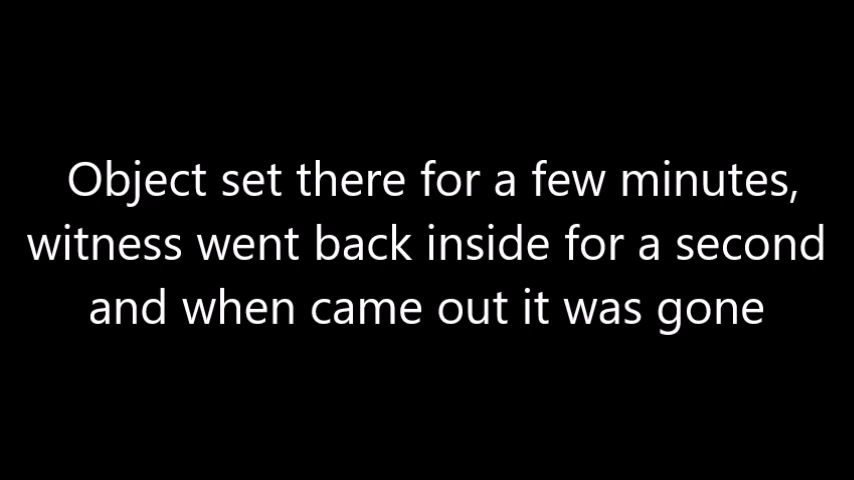 Object set there for a few minutes,
witness went back inside for a second
and when came out it was gone